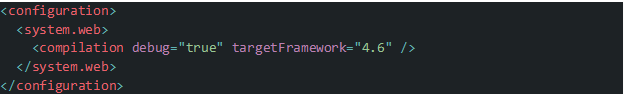 <configuration>
  <system.web>
    <compilation debug="true" targetFramework="4.6" />
  </system.web>
</configuration>